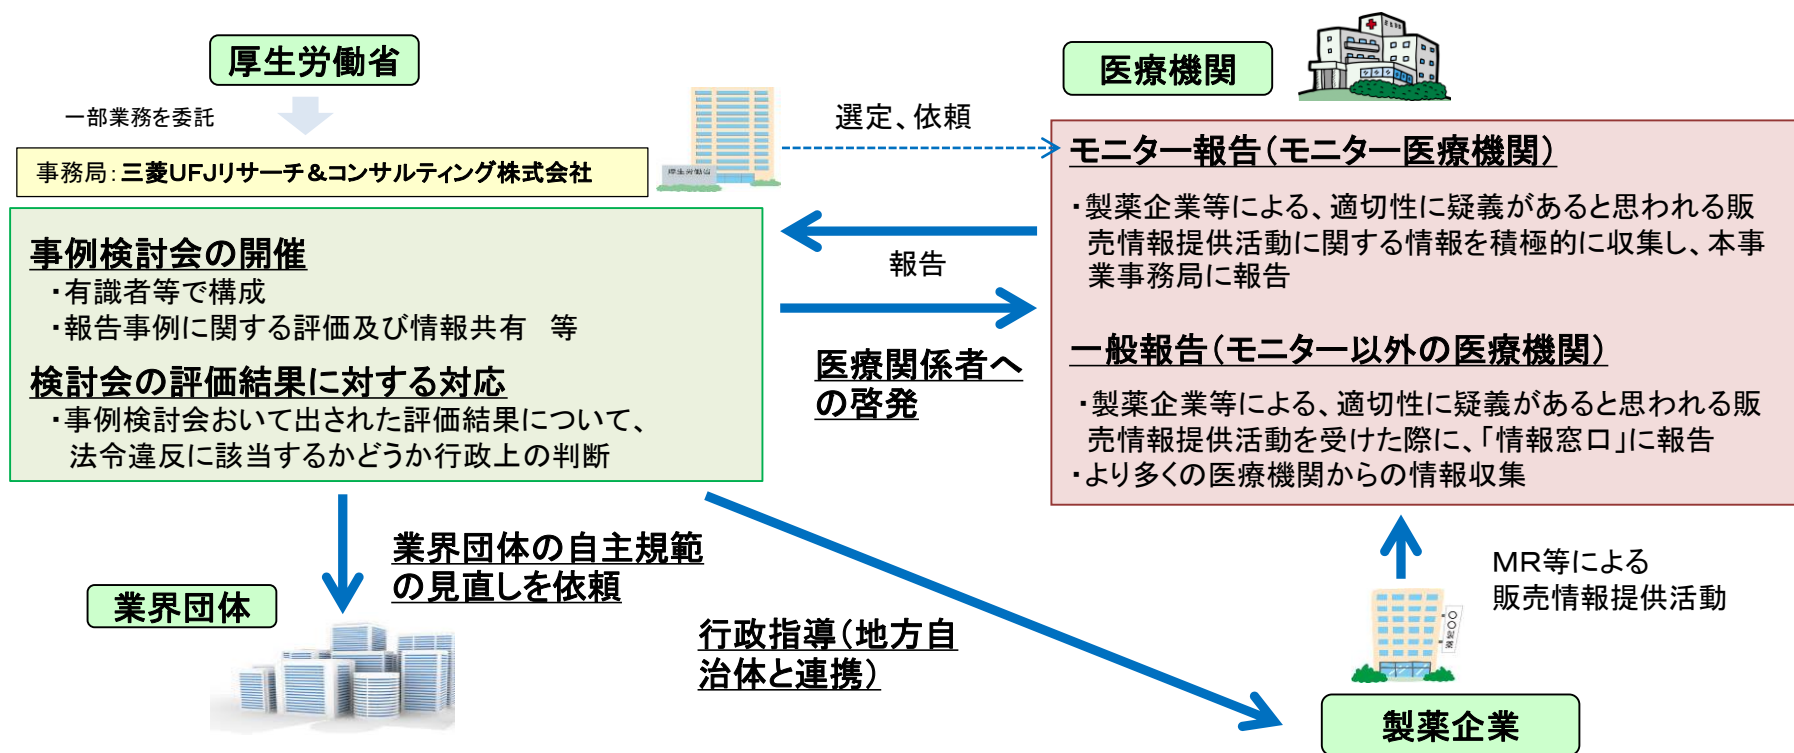 厚生労働省
一部業務を委託
事務局:三菱UFJリサーチ&コンサルティング株式会社
厚生労働省
事例検討会の開催
・有識者等で構成
・報告事例に関する評価及び情報共有 等
検討会の評価結果に対する対応
・事例検討会おいて出された評価結果について、
法令違反に該当するかどうか行政上の判断
選定、依頼
報告
医療関係者へ
の啓発
医療機関
モニター報告(モニター医療機関)
・製薬企業等による、適切性に疑義があると思われる販
売情報提供活動に関する情報を積極的に収集し、本事
業事務局に報告
一般報告(モニター以外の医療機関)
・製薬企業等による、適切性に疑義があると思われる販
売情報提供活動を受けた際に、「情報窓口」に報告
・より多くの医療機関からの情報収集
業界団体の自主規範
の見直しを依頼
業界団体
行政指導(地方自
治体と連携)
MR等による
販売情報提供活動
〇〇製薬
製薬企業